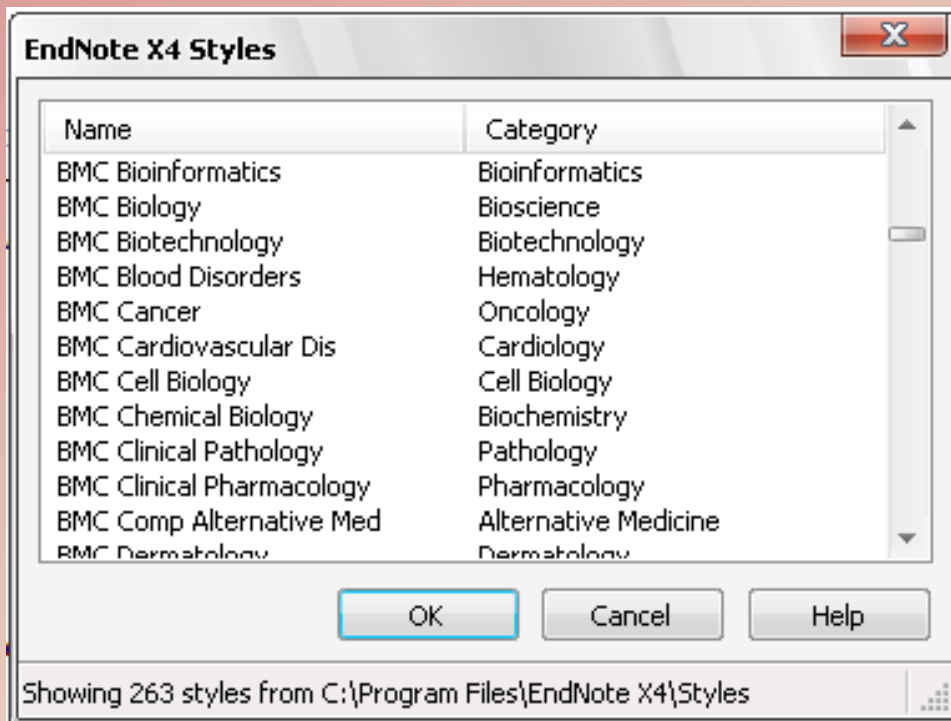 EndNote X4 Styles
Name Category
BMC Bioinformatics Bioinformatics
BMC Biology Bioscience
BMC Biotechnology Biotechnology
BMC Blood Disorders Hematology
BMC Cancer Oncology
BMC Cardiovascular Dis Cardiology
BMC Cell Biology Cell Biology
BMC Chemical Biology Biochemistry
BMC Clinical Pathology Pathology
BMC Clinical Pharmacology Pharmacology
BMC Comp Alternative Med Alternative Medicine
BMC Dermatology Dermatology
OK Cancel Help
Showing 263 styles from C:\Program Files\EndNote X4\Styles